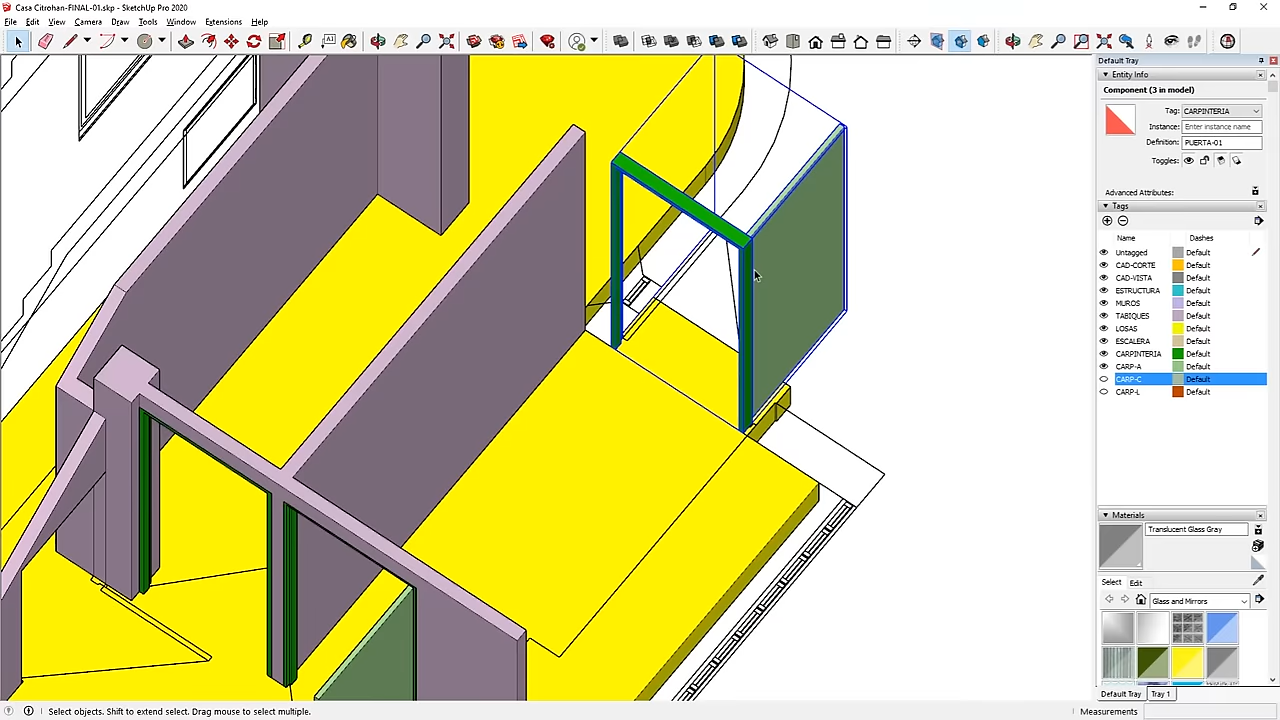 Casa Citrohan-FINAL-01.skp - SketchUp Pro 2020
File Edit View Camera Draw Tools Window Extensions Help
Default Tray
Entity Info
Component (3 in model)
Tag: CARPINTERIA
Instance: Enter instance name
Definition: PUERTA-01
Toggles:
Advanced Attributes:
Tags
Name Dashes
Untagged Default
CAD-CORTE Default
CAD-VISTA Default
ESTRUCTURA Default
MUROS Default
TABIQUES Default
LOSAS Default
ESCALERA Default
CARPINTERIA Default
CARP-A Default
CARP-C Default
CARP-L Default
Materials
Translucent Glass Gray
Select Edit
Glass and Mirrors
Default Tray Tray 1
Select objects. Shift to extend select. Drag mouse to select multiple.
Measurements